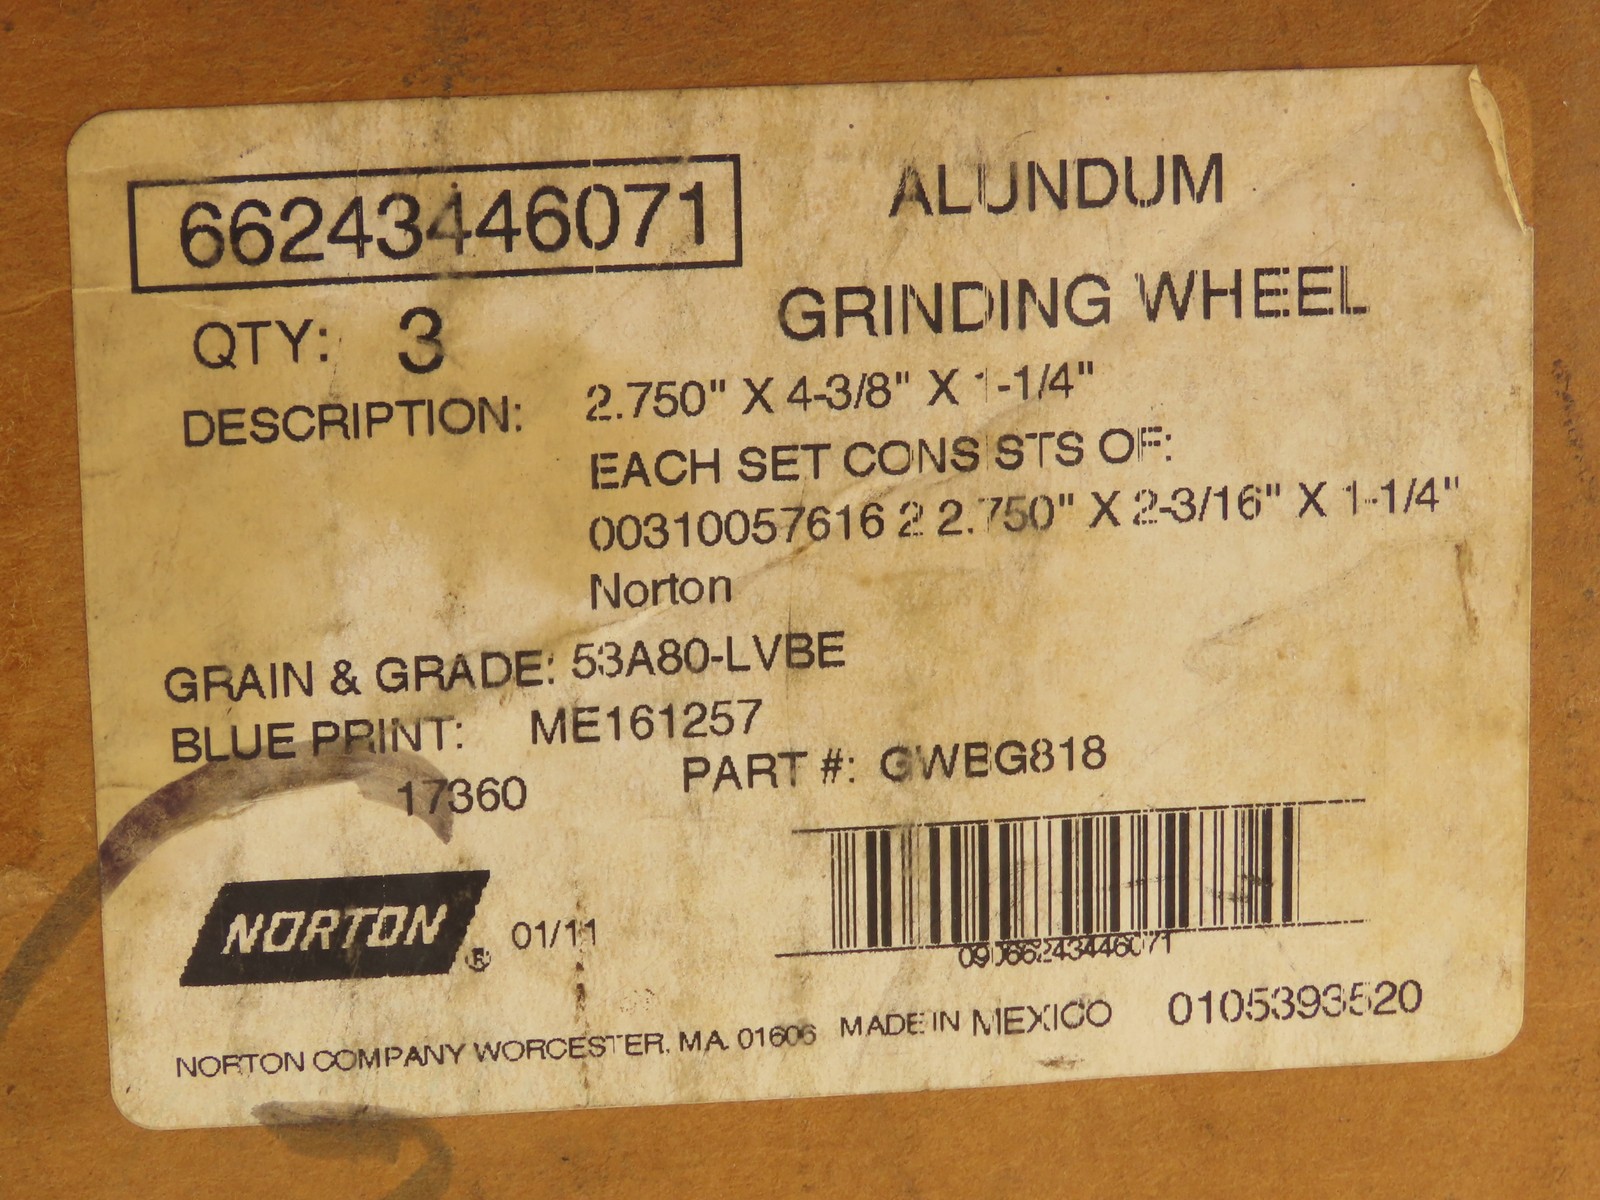 66243446071
ALUNDUM
QTY: 3
GRINDING WHEEL
DESCRIPTION: 2.750" X 4-3/8" X 1-1/4"
EACH SET CONSISTS OF:
00310057616 2 2.750" X 2-3/16" X 1-1/4"
Norton
GRAIN & GRADE: 53A80-LVBE
BLUE PRINT: ME161257
17360
PART #: GWBG818
NORTON ® 01/11
09066243446071
NORTON COMPANY WORCESTER, MA. 01606 MADE IN MEXICO 0105393520